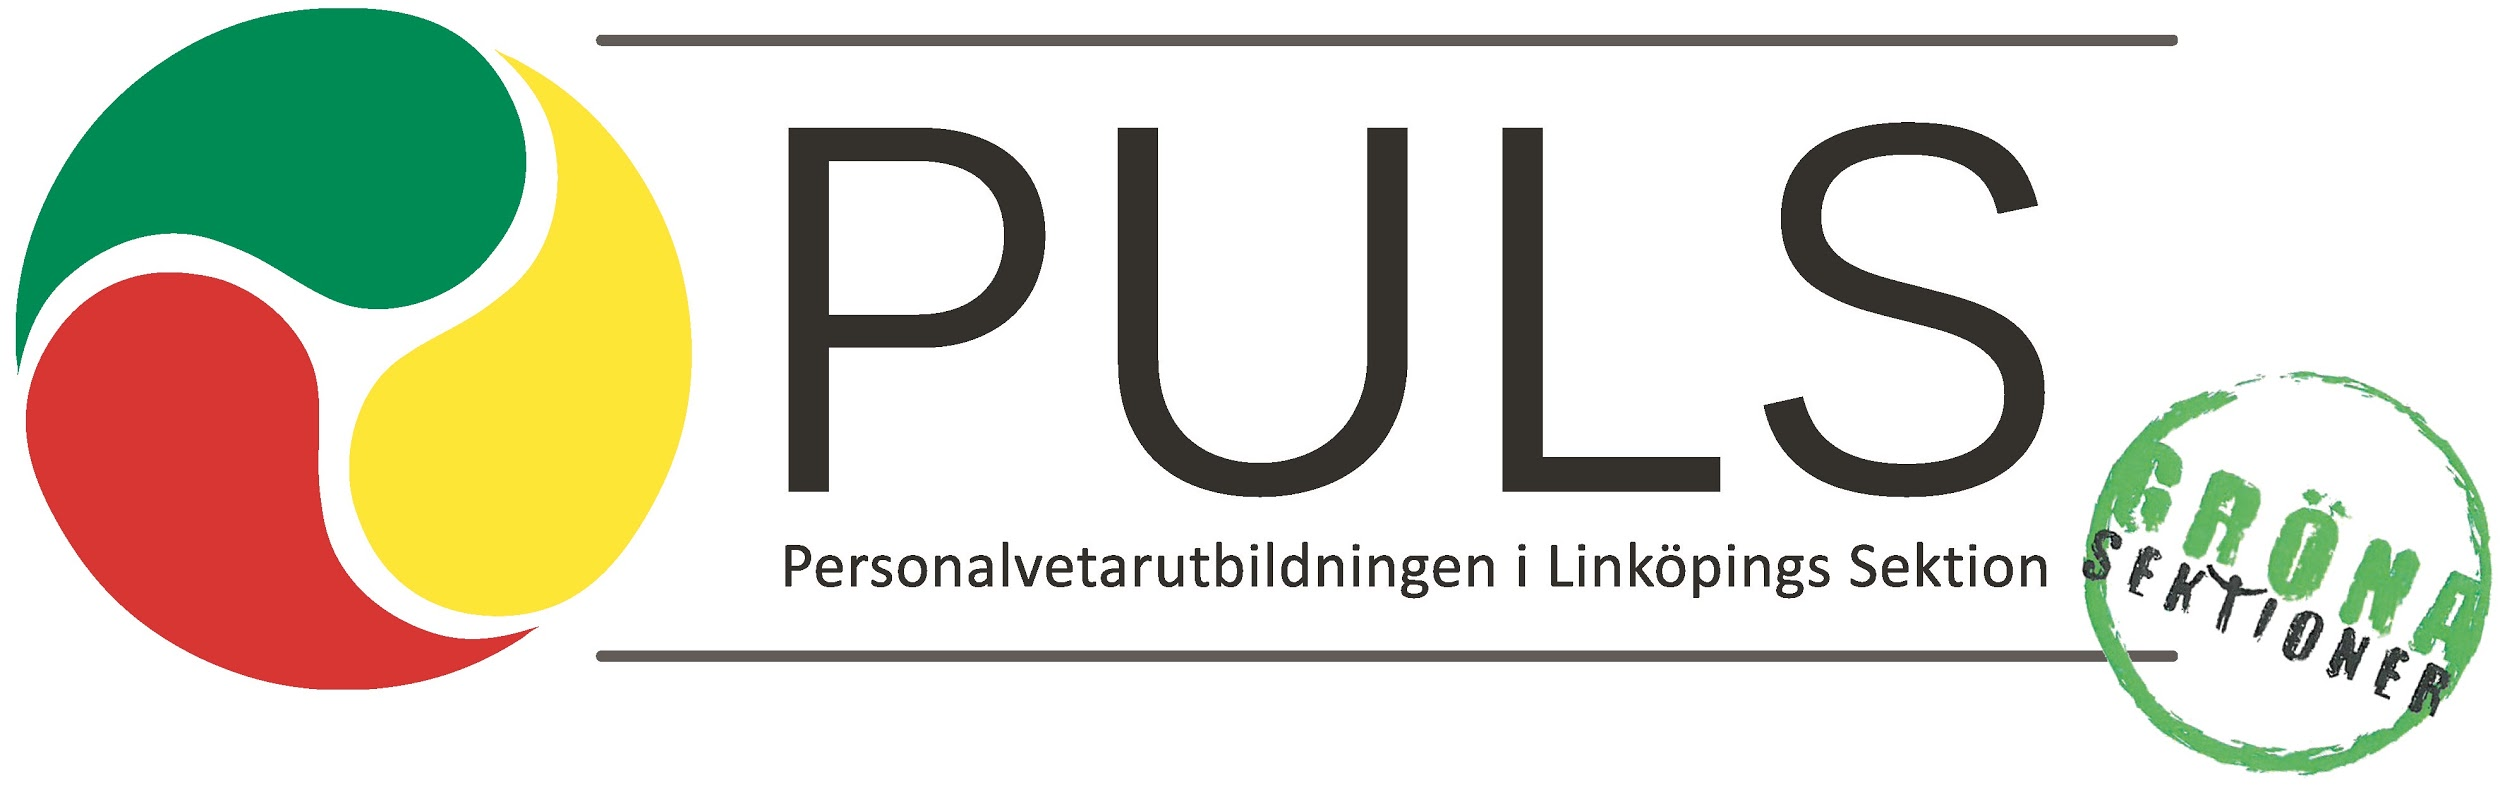 PULS
Personalvetarutbildningen i Linköpings Sektion
GRÖNA
SEKTIONER